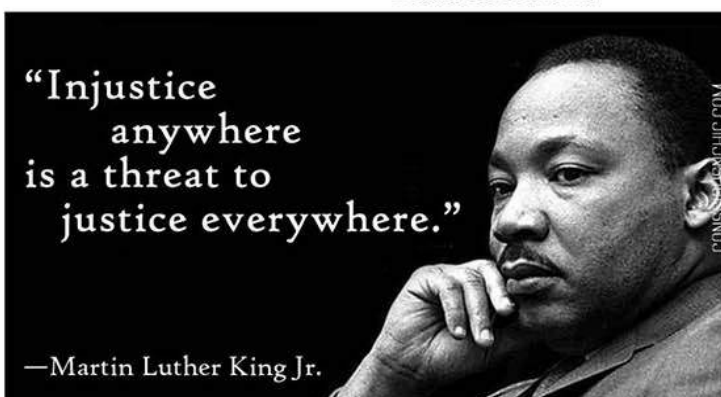 “Injustice
anywhere
is a threat to
justice everywhere.”
—Martin Luther King Jr.